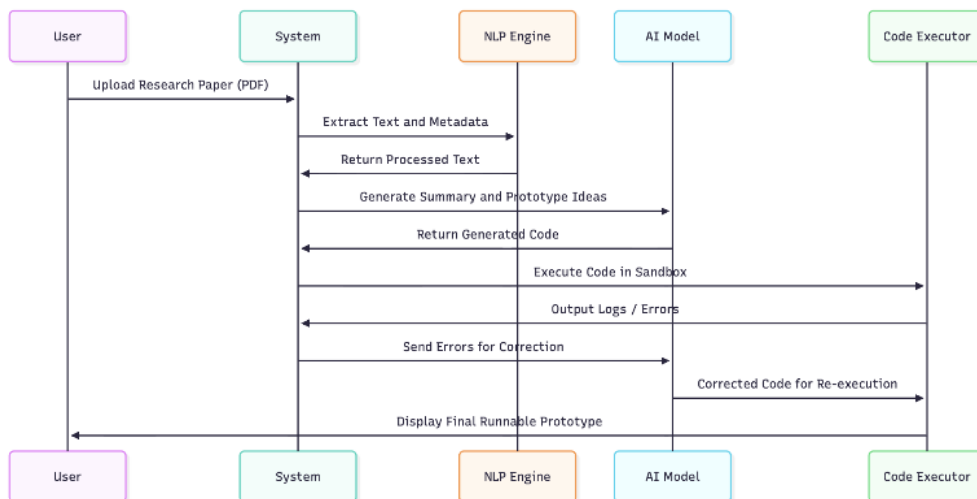 User
System
NLP Engine
AI Model
Code Executor
Upload Research Paper (PDF)
Extract Text and Metadata
Return Processed Text
Generate Summary and Prototype Ideas
Return Generated Code
Execute Code in Sandbox
Output Logs / Errors
Send Errors for Correction
Corrected Code for Re-execution
Display Final Runnable Prototype
User
System
NLP Engine
AI Model
Code Executor